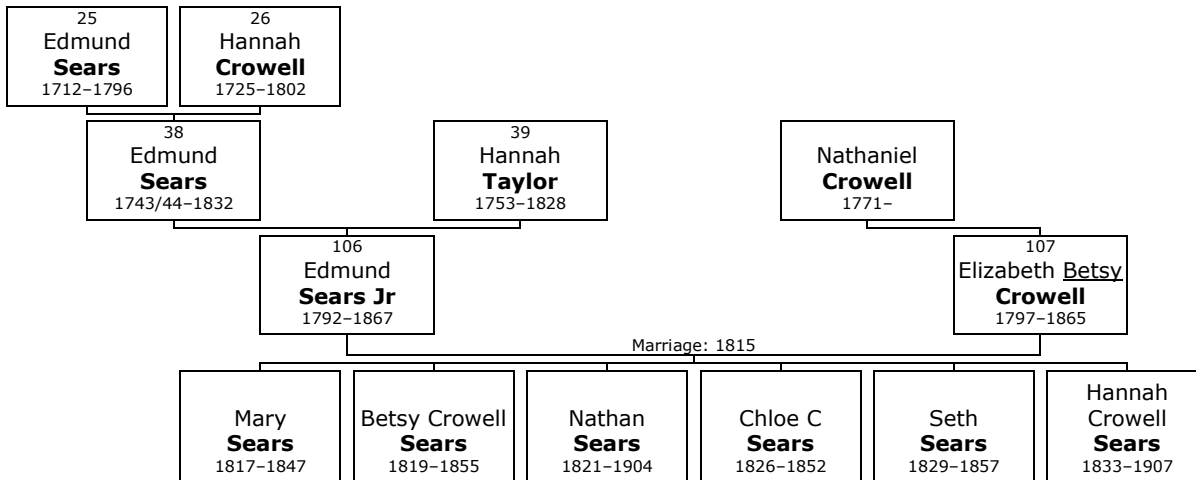 25
Edmund
Sears
1712–1796
26
Hannah
Crowell
1725–1802
38
Edmund
Sears
1743/44–1832
39
Hannah
Taylor
1753–1828
Nathaniel
Crowell
1771–
106
Edmund
Sears Jr
1792–1867
107
Elizabeth Betsy
Crowell
1797–1865
Marriage: 1815
Mary
Sears
1817–1847
Betsy Crowell
Sears
1819–1855
Nathan
Sears
1821–1904
Chloe C
Sears
1826–1852
Seth
Sears
1829–1857
Hannah
Crowell
Sears
1833–1907